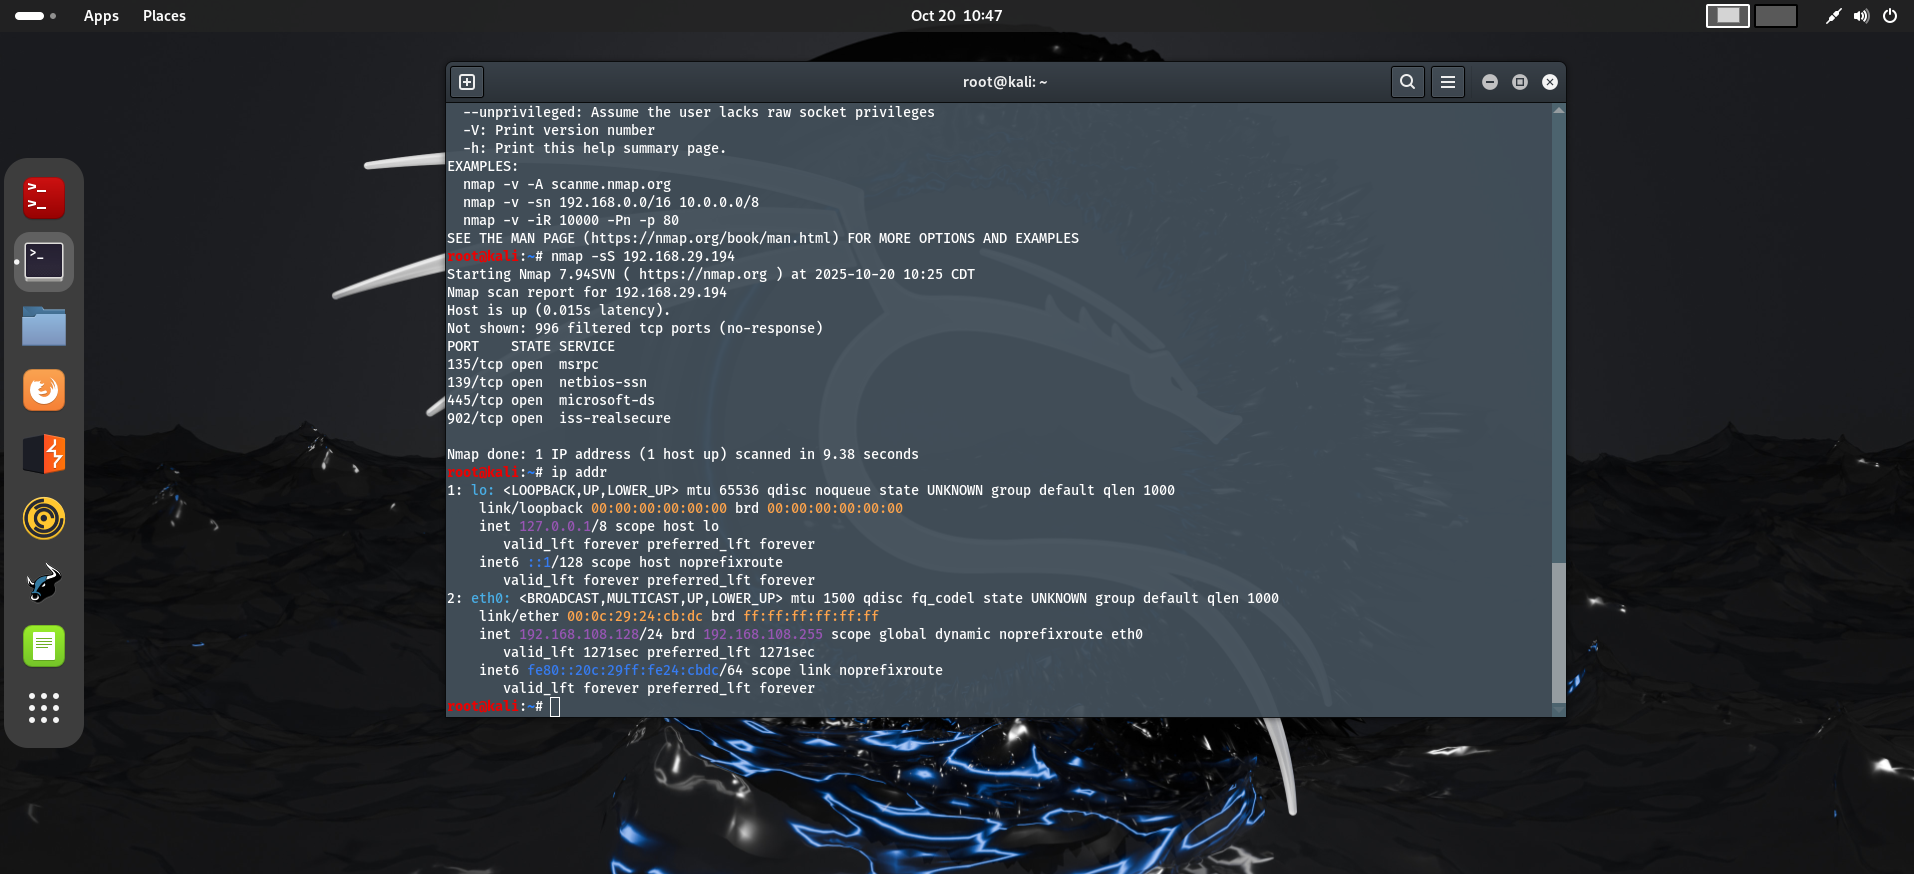 Apps Places Oct 20 10:47
root@kali: ~
--unprivileged: Assume the user lacks raw socket privileges
-V: Print version number
-h: Print this help summary page.
EXAMPLES:
nmap -v -A scanme.nmap.org
nmap -v -sn 192.168.0.0/16 10.0.0.0/8
nmap -v -iR 10000 -Pn -p 80
SEE THE MAN PAGE (https://nmap.org/book/man.html) FOR MORE OPTIONS AND EXAMPLES
root@kali:~# nmap -sS 192.168.29.194
Starting Nmap 7.94SVN ( https://nmap.org ) at 2025-10-20 10:25 CDT
Nmap scan report for 192.168.29.194
Host is up (0.015s latency).
Not shown: 996 filtered tcp ports (no-response)
PORT    STATE SERVICE
135/tcp open  msrpc
139/tcp open  netbios-ssn
445/tcp open  microsoft-ds
902/tcp open  iss-realsecure
Nmap done: 1 IP address (1 host up) scanned in 9.38 seconds
root@kali:~# ip addr
1: lo: <LOOPBACK,UP,LOWER_UP> mtu 65536 qdisc noqueue state UNKNOWN group default qlen 1000
link/loopback 00:00:00:00:00:00 brd 00:00:00:00:00:00
inet 127.0.0.1/8 scope host lo
valid_lft forever preferred_lft forever
inet6 ::1/128 scope host noprefixroute
valid_lft forever preferred_lft forever
2: eth0: <BROADCAST,MULTICAST,UP,LOWER_UP> mtu 1500 qdisc fq_codel state UNKNOWN group default qlen 1000
link/ether 00:0c:29:24:cb:dc brd ff:ff:ff:ff:ff:ff
inet 192.168.108.128/24 brd 192.168.108.255 scope global dynamic noprefixroute eth0
valid_lft 1271sec preferred_lft 1271sec
inet6 fe80::20c:29ff:fe24:cbdc/64 scope link noprefixroute
valid_lft forever preferred_lft forever
root@kali:~#